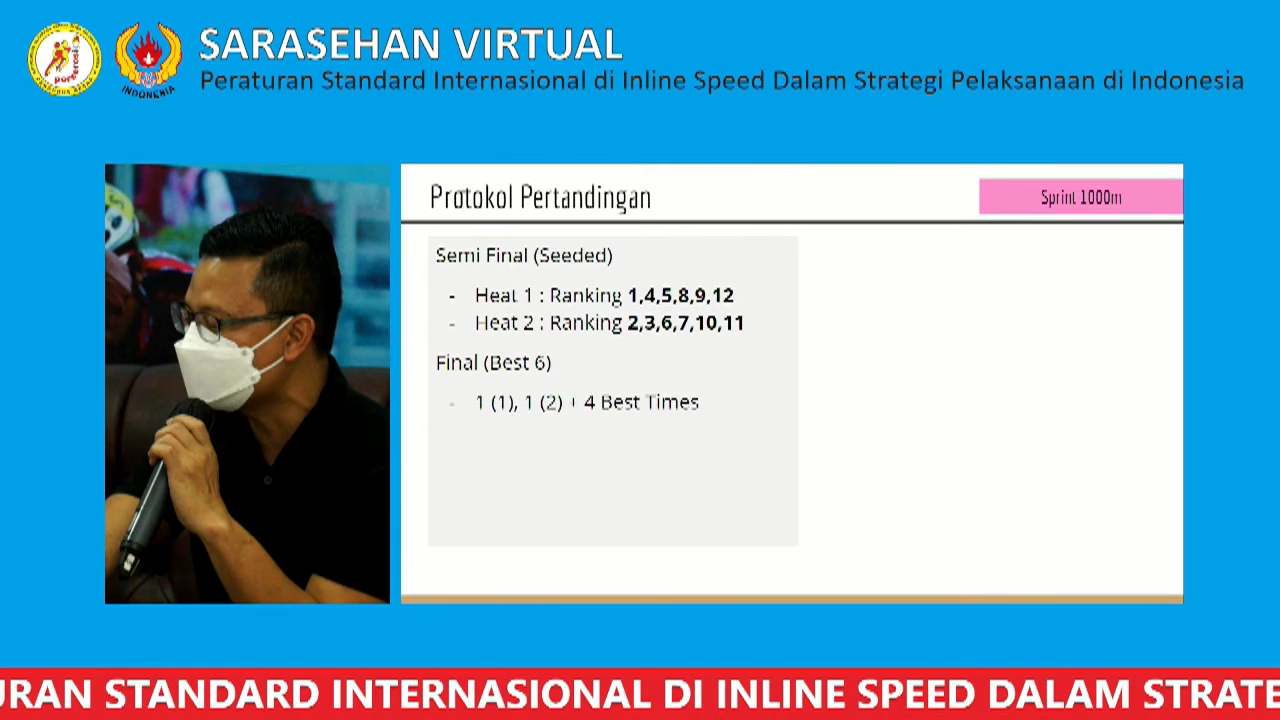 SARASEHAN VIRTUAL
Peraturan Standard Internasional di Inline Speed Dalam Strategi Pelaksanaan di Indonesia
porserosi
INDONESIA
Protokol Pertandingan
Sprint 1000m
Semi Final (Seeded)
- Heat 1 : Ranking 1,4,5,8,9,12
- Heat 2 : Ranking 2,3,6,7,10,11
Final (Best 6)
- 1 (1), 1 (2) + 4 Best Times
URAN STANDARD INTERNASIONAL DI INLINE SPEED DALAM STRATE